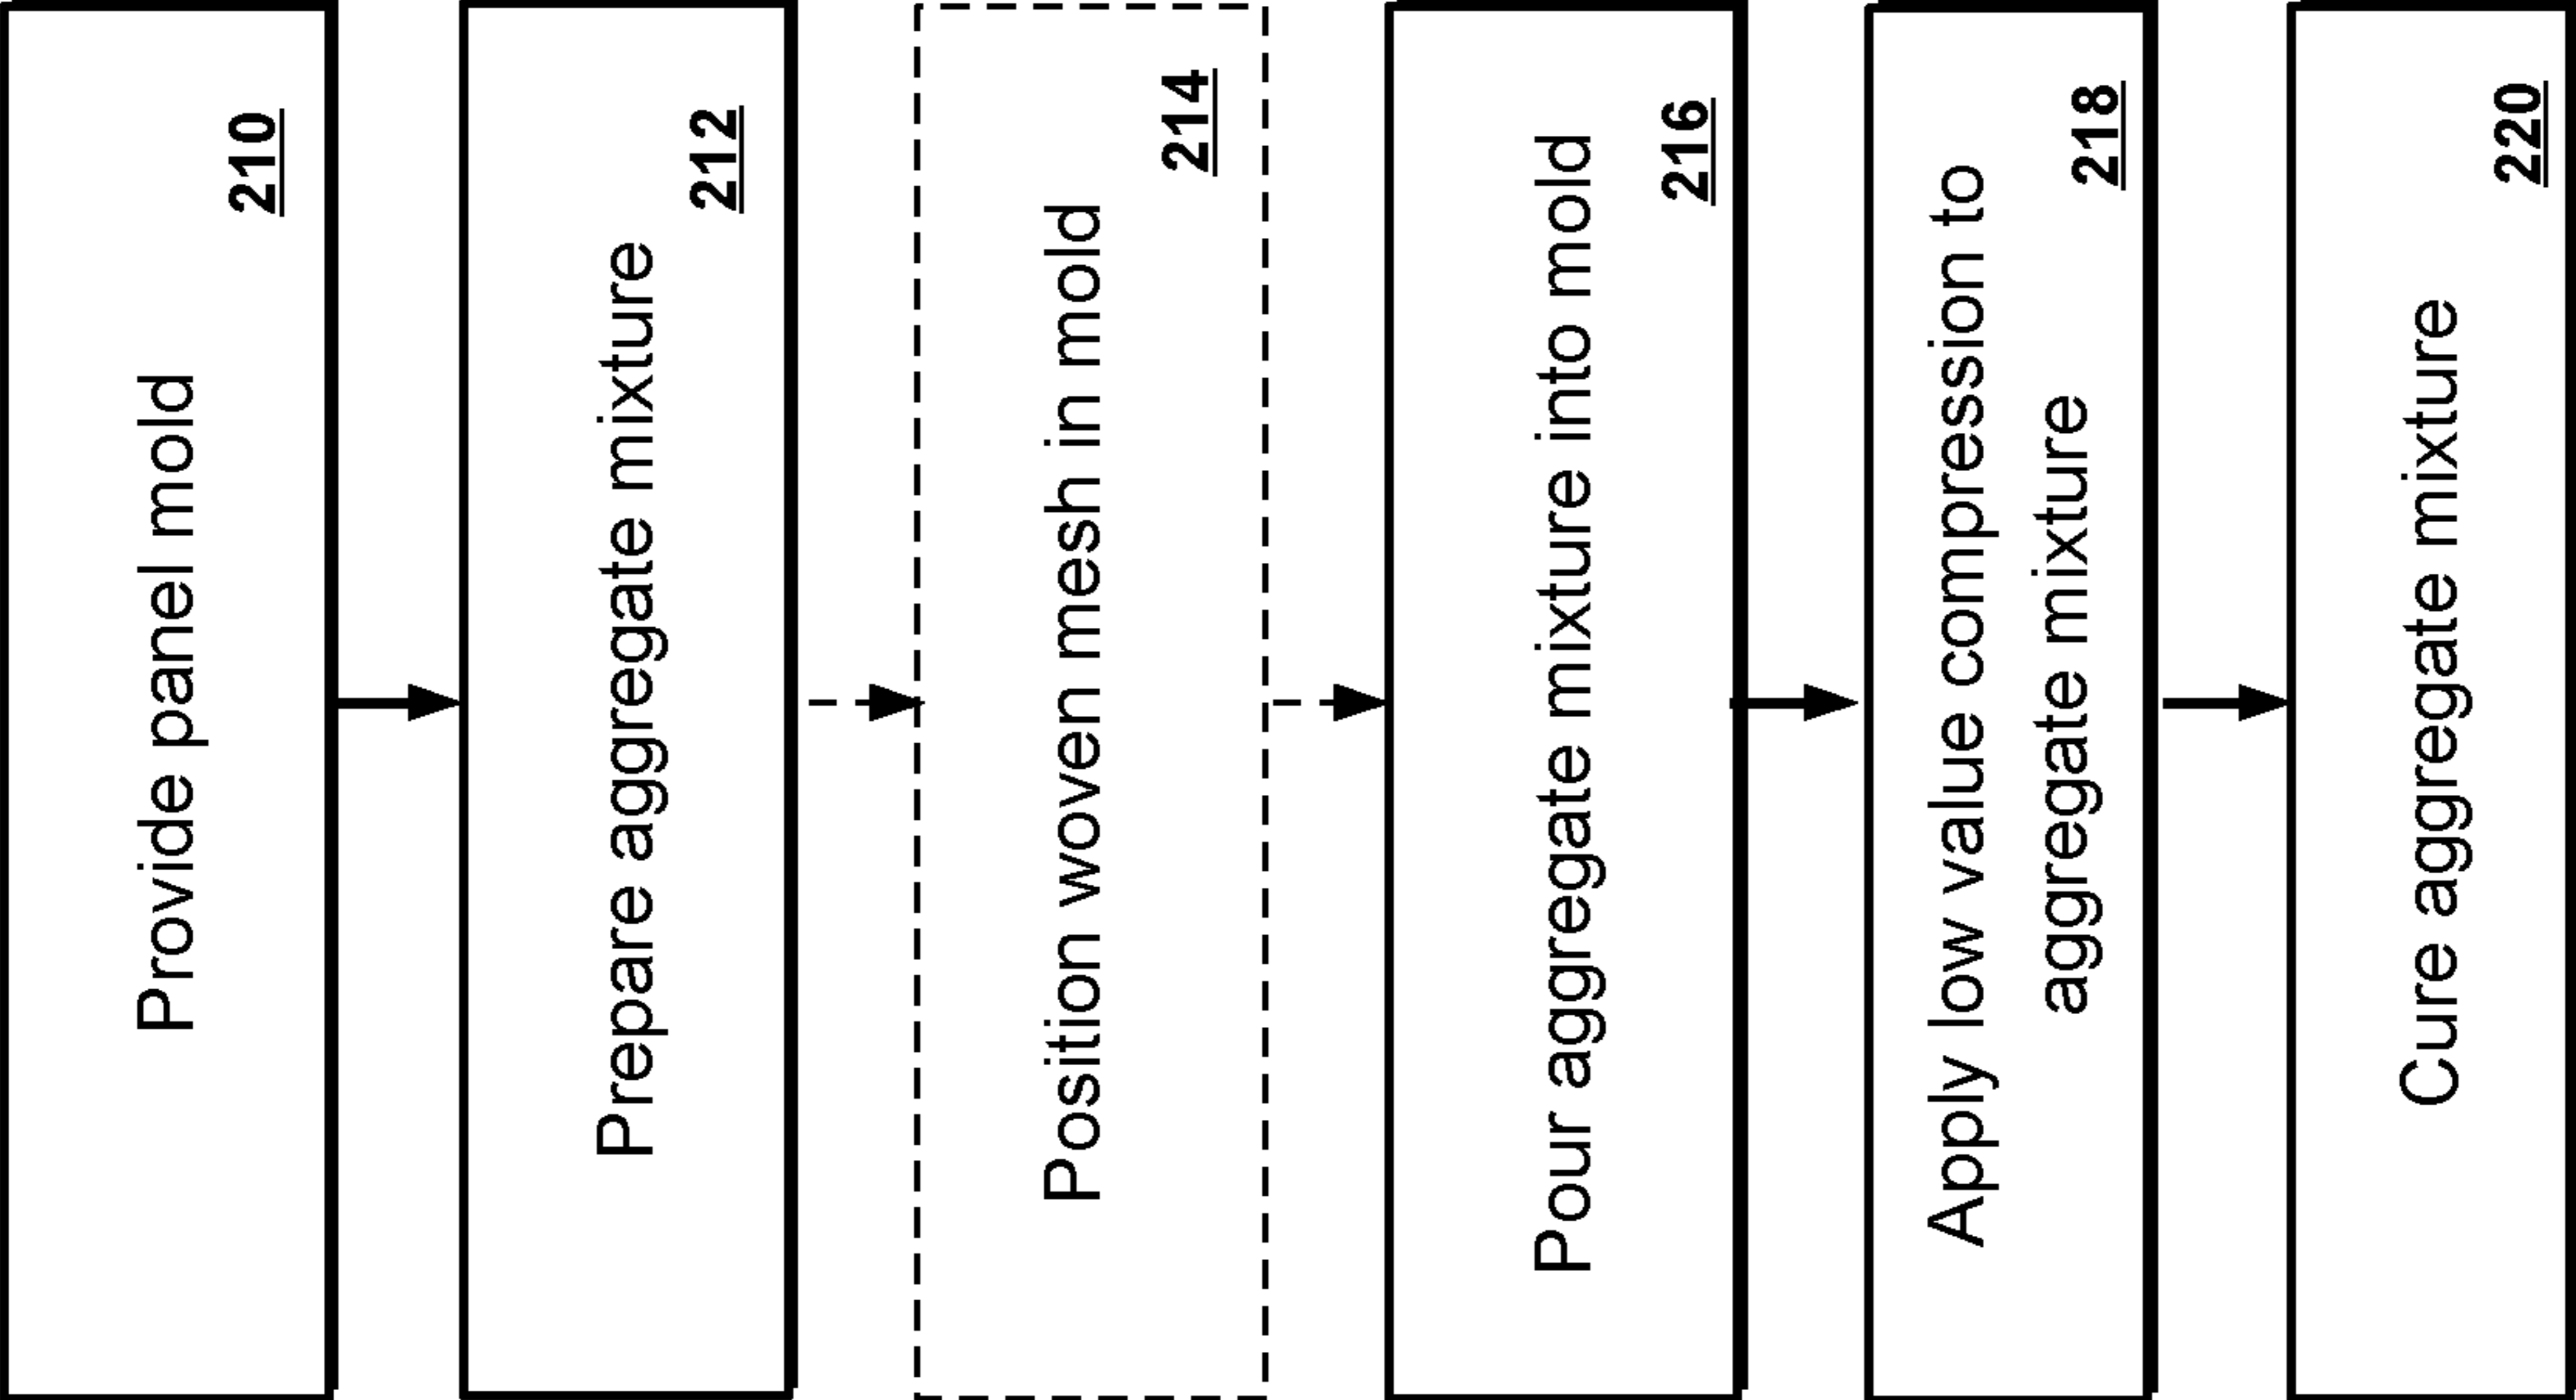 Provide panel mold
210
Prepare aggregate mixture
212
Position woven mesh in mold
214
Pour aggregate mixture into mold
216
Apply low value compression to
aggregate mixture
218
Cure aggregate mixture
220